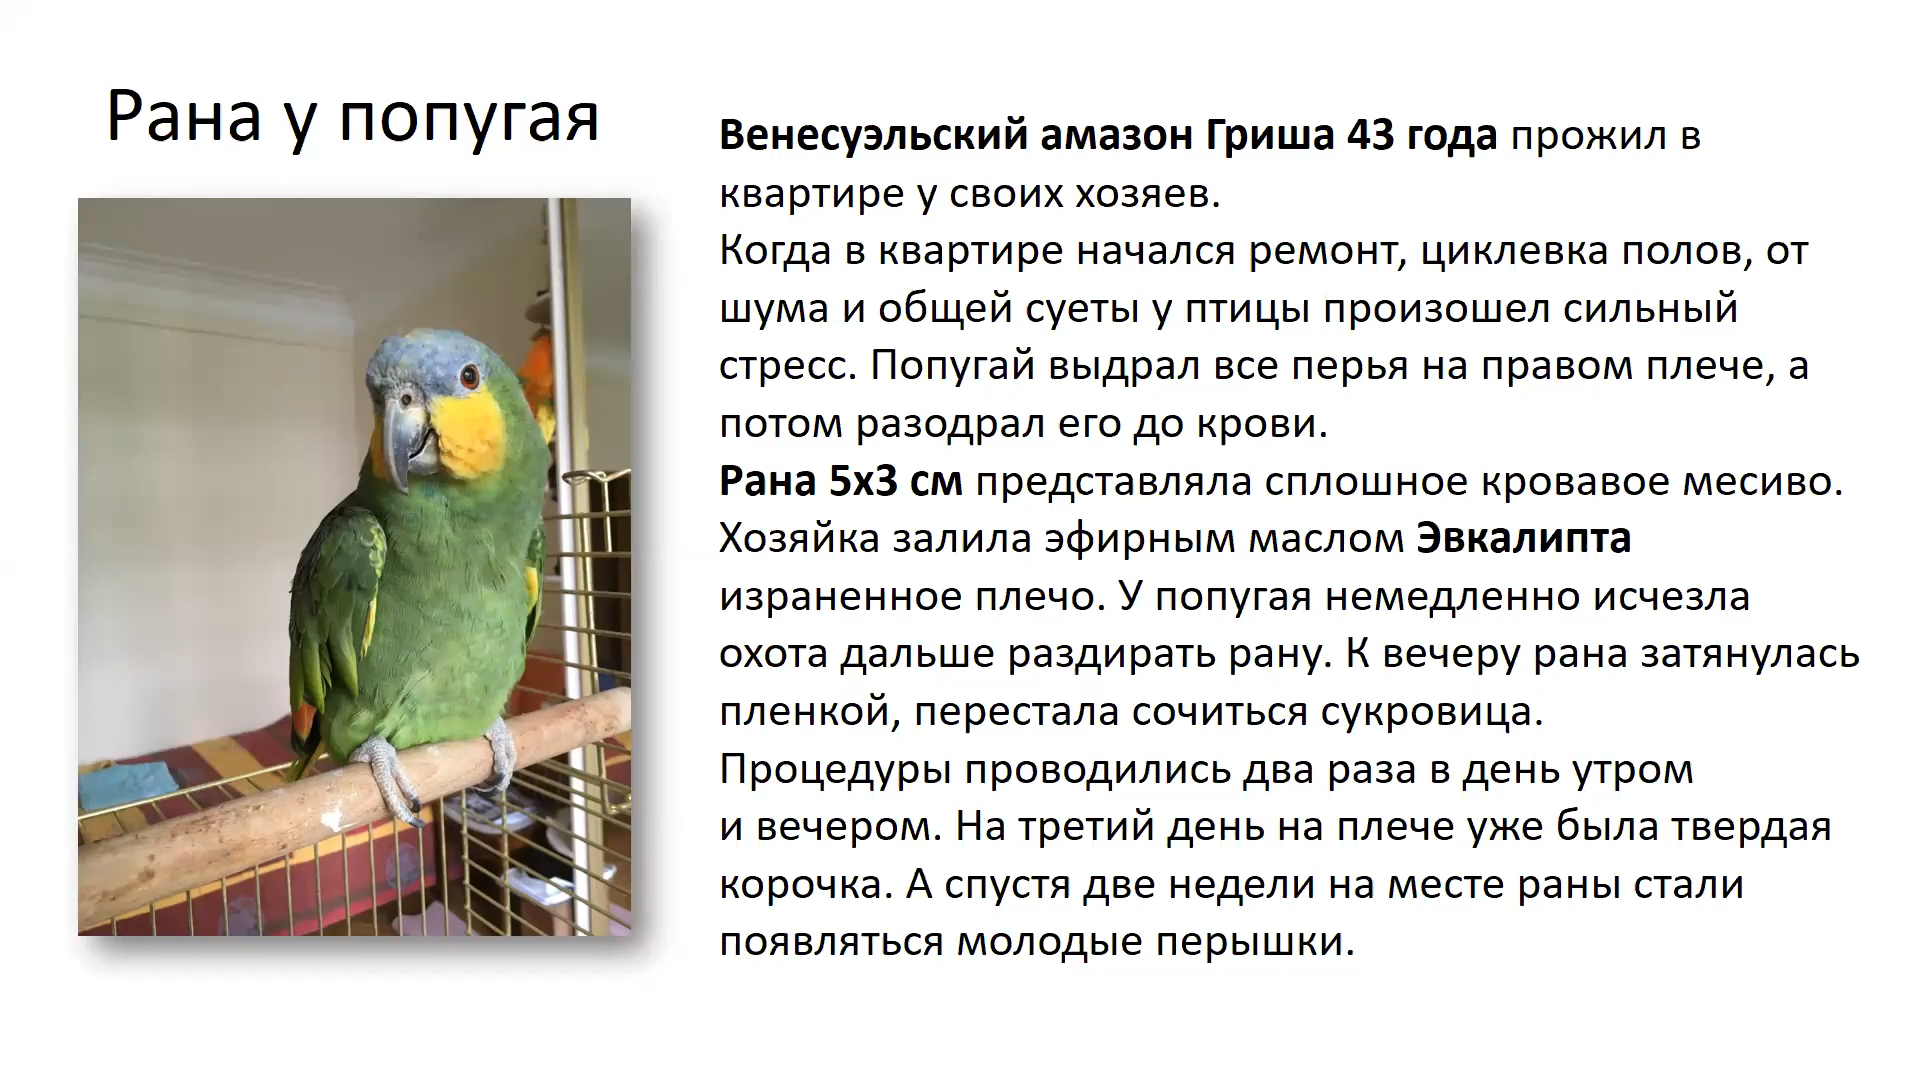 Рана у попугая
Венесуэльский амазон Гриша 43 года прожил в
квартире у своих хозяев.
Когда в квартире начался ремонт, циклевка полов, от
шума и общей суеты у птицы произошел сильный
стресс. Попугай выдрал все перья на правом плече, а
потом разодрал его до крови.
Рана 5х3 см представляла сплошное кровавое месиво.
Хозяйка залила эфирным маслом Эвкалипта
израненное плечо. У попугая немедленно исчезла
охота дальше раздирать рану. К вечеру рана затянулась
пленкой, перестала сочиться сукровица.
Процедуры проводились два раза в день утром
и вечером. На третий день на плече уже была твердая
корочка. А спустя две недели на месте раны стали
появляться молодые перышки.